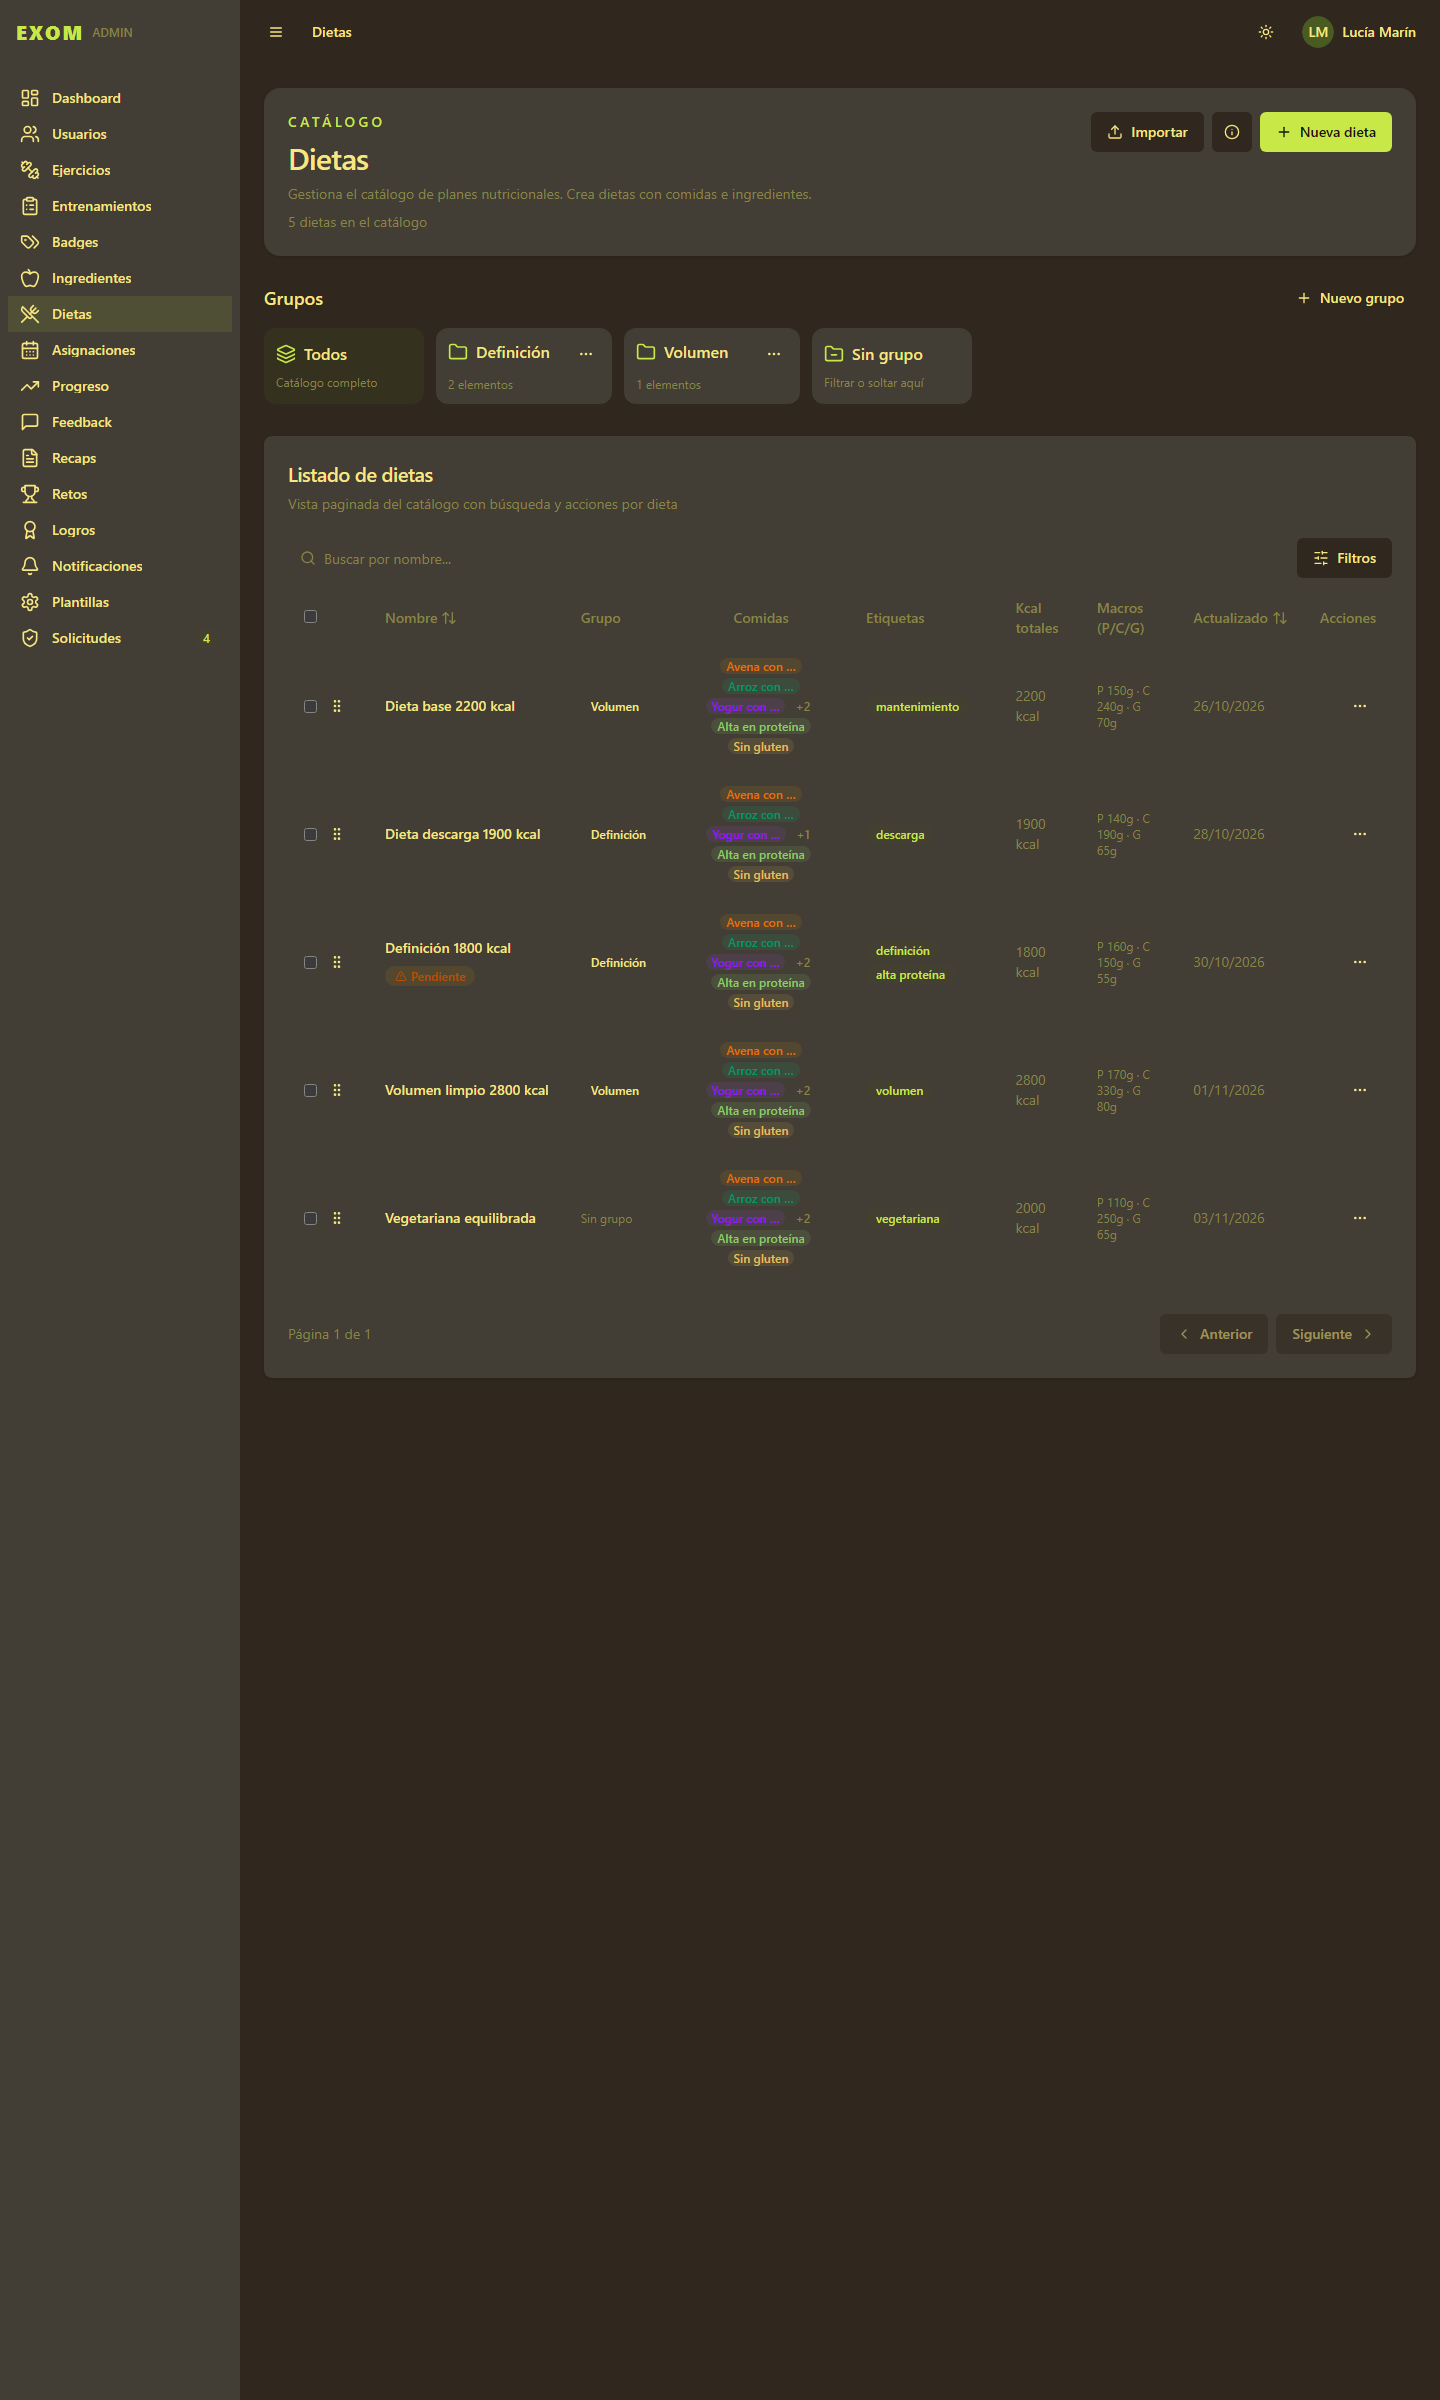 EXOM ADMIN
Dashboard
Usuarios
Ejercicios
Entrenamientos
Badges
Ingredientes
Dietas
Asignaciones
Progreso
Feedback
Recaps
Retos
Logros
Notificaciones
Plantillas
Solicitudes 4
Dietas
LM Lucía Marín
CATÁLOGO
Dietas
Gestiona el catálogo de planes nutricionales. Crea dietas con comidas e ingredientes.
5 dietas en el catálogo
Importar
Nueva dieta
Grupos
Nuevo grupo
Todos
Catálogo completo
Definición
2 elementos
Volumen
1 elementos
Sin grupo
Filtrar o soltar aquí
Listado de dietas
Vista paginada del catálogo con búsqueda y acciones por dieta
Buscar por nombre...
Filtros
Nombre Grupo Comidas Etiquetas Kcal totales Macros (P/C/G) Actualizado Acciones
Dieta base 2200 kcal
Volumen
Avena con ...
Arroz con ...
Yogur con ... +2
Alta en proteína
Sin gluten
mantenimiento
2200
kcal
P 150g · C
240g · G
70g
26/10/2026
Dieta descarga 1900 kcal
Definición
Avena con ...
Arroz con ...
Yogur con ... +1
Alta en proteína
Sin gluten
descarga
1900
kcal
P 140g · C
190g · G
65g
28/10/2026
Definición 1800 kcal
Pendiente
Definición
Avena con ...
Arroz con ...
Yogur con ... +2
Alta en proteína
Sin gluten
definición
alta proteína
1800
kcal
P 160g · C
150g · G
55g
30/10/2026
Volumen limpio 2800 kcal
Volumen
Avena con ...
Arroz con ...
Yogur con ... +2
Alta en proteína
Sin gluten
volumen
2800
kcal
P 170g · C
330g · G
80g
01/11/2026
Vegetariana equilibrada
Sin grupo
Avena con ...
Arroz con ...
Yogur con ... +2
Alta en proteína
Sin gluten
vegetariana
2000
kcal
P 110g · C
250g · G
65g
03/11/2026
Página 1 de 1
Anterior
Siguiente